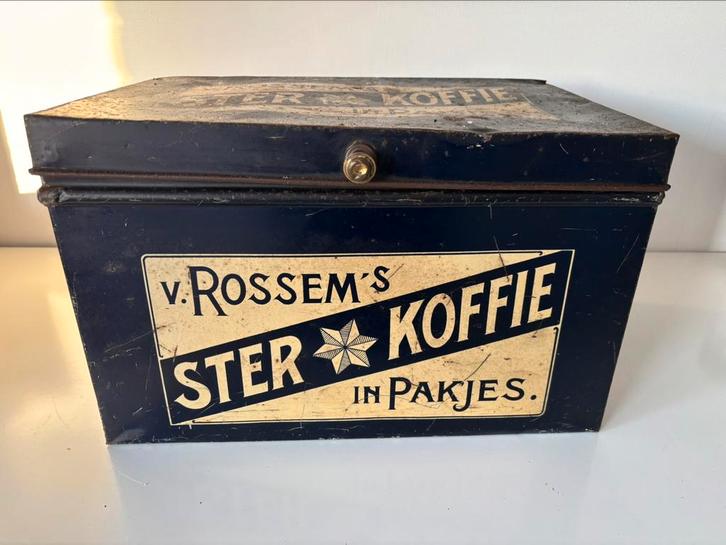 STER KOFFIE
v. ROSSEM'S
STER KOFFIE
IN PAKJES.